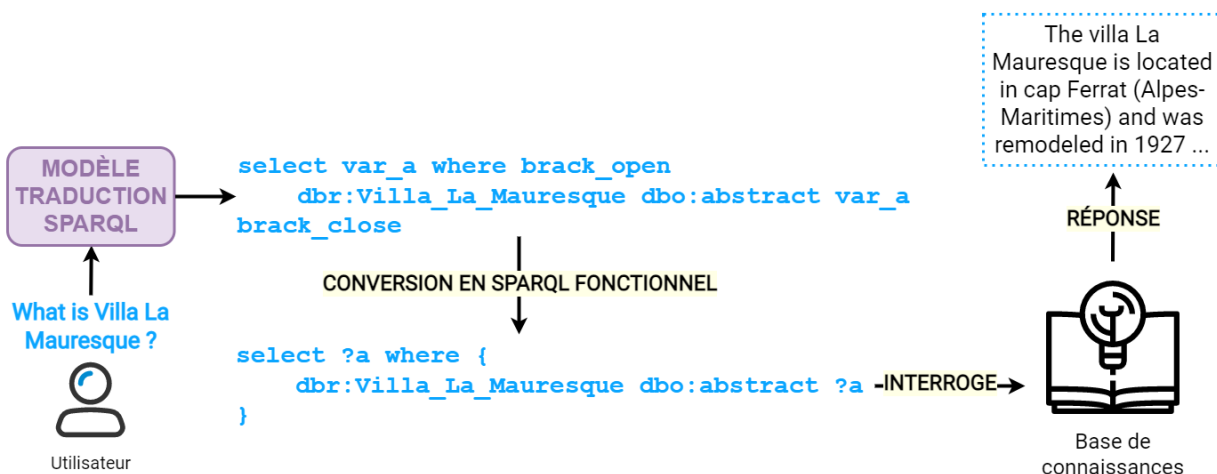 Utilisateur
What is Villa La
Mauresque ?
MODÈLE
TRADUCTION
SPARQL
select var_a where brack_open
dbr:Villa_La_Mauresque dbo:abstract var_a
brack_close
CONVERSION EN SPARQL FONCTIONNEL
select ?a where {
dbr:Villa_La_Mauresque dbo:abstract ?a
}
INTERROGE
Base de
connaissances
RÉPONSE
The villa La
Mauresque is located
in cap Ferrat (Alpes-
Maritimes) and was
remodeled in 1927 ...